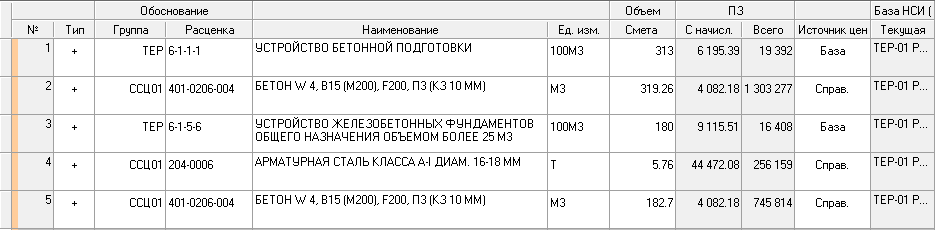 Обоснование Объем ПЗ База НСИ (
№ Тип Группа Расценка Наименование Ед. изм. Смета С начисл. Всего Источник цен Текущая
1 + ТЕР 6-1-1-1 УСТРОЙСТВО БЕТОННОЙ ПОДГОТОВКИ 100М3 313 6 195.39 19 392 База ТЕР-01 Р...
2 + ССЦ01 401-0206-004 БЕТОН W 4, В15 (М200), F200, П3 (КЗ 10 ММ) М3 319.26 4 082.18 1 303 277 Справ. ТЕР-01 Р...
3 + ТЕР 6-1-5-6 УСТРОЙСТВО ЖЕЛЕЗОБЕТОННЫХ ФУНДАМЕНТОВ 100М3 180 9 115.51 16 408 База ТЕР-01 Р...
ОБЩЕГО НАЗНАЧЕНИЯ ОБЪЕМОМ БОЛЕЕ 25 М3
4 + ССЦ01 204-0006 АРМАТУРНАЯ СТАЛЬ КЛАССА А-I ДИАМ. 16-18 ММ Т 5.76 44 472.08 256 159 Справ. ТЕР-01 Р...
5 + ССЦ01 401-0206-004 БЕТОН W 4, В15 (М200), F200, П3 (КЗ 10 ММ) М3 182.7 4 082.18 745 814 Справ. ТЕР-01 Р...